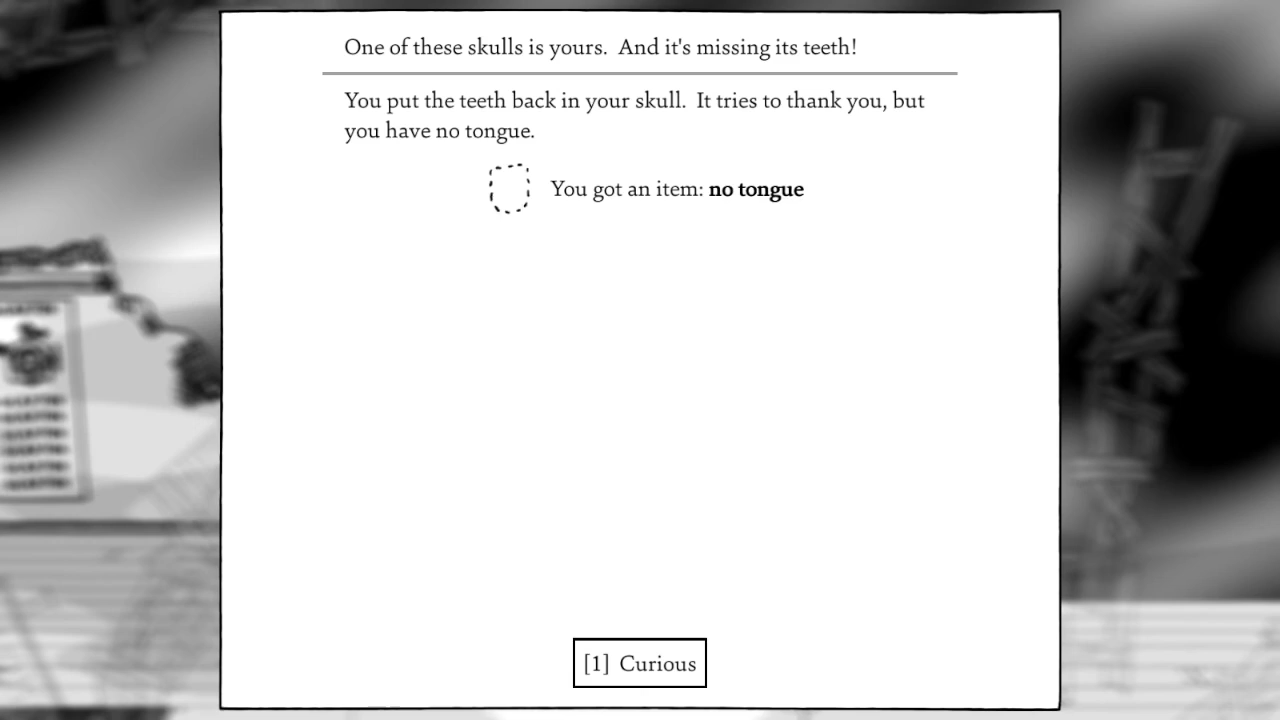 One of these skulls is yours.  And it's missing its teeth!
You put the teeth back in your skull.  It tries to thank you, but
you have no tongue.
You got an item: no tongue
[1]  Curious